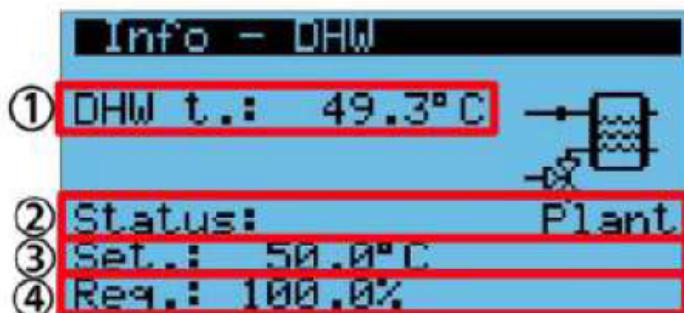 Info - DHW
① DHW t.: 49.3°C
② Status: Plant
③ Set.: 50.0°C
④ Req.: 100.0%